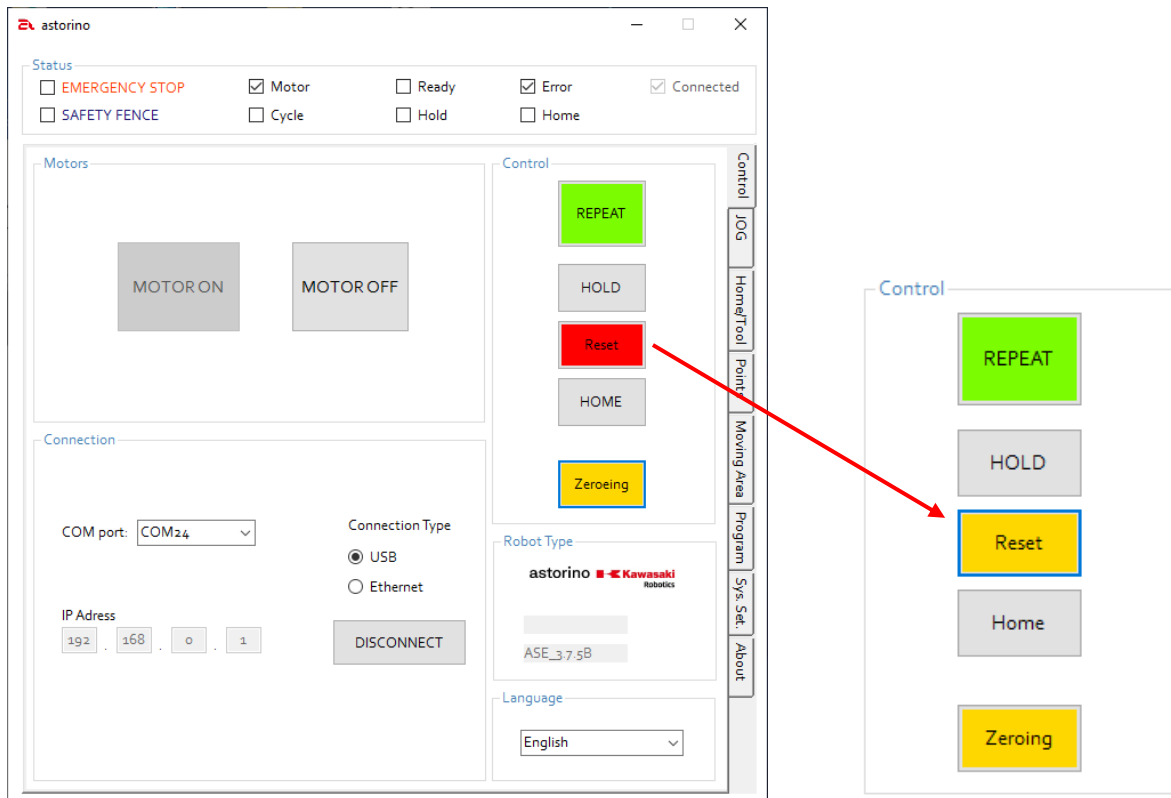 astorino
Status
EMERGENCY STOP
Motor
Ready
Error
Connected
SAFETY FENCE
Cycle
Hold
Home
Motors
MOTOR ON
MOTOR OFF
Control
REPEAT
HOLD
Reset
HOME
Zeroeing
Control
JOG
Home/Tool
Points
Moving Area
Program
Sys. Set.
About
Connection
COM port:
COM24
Connection Type
USB
Ethernet
IP Adress
192 . 168 . 0 . 1
DISCONNECT
Robot Type
astorino Kawasaki
Robotics
ASE_3.7.5B
Language
English
Control
REPEAT
HOLD
Reset
Home
Zeroing